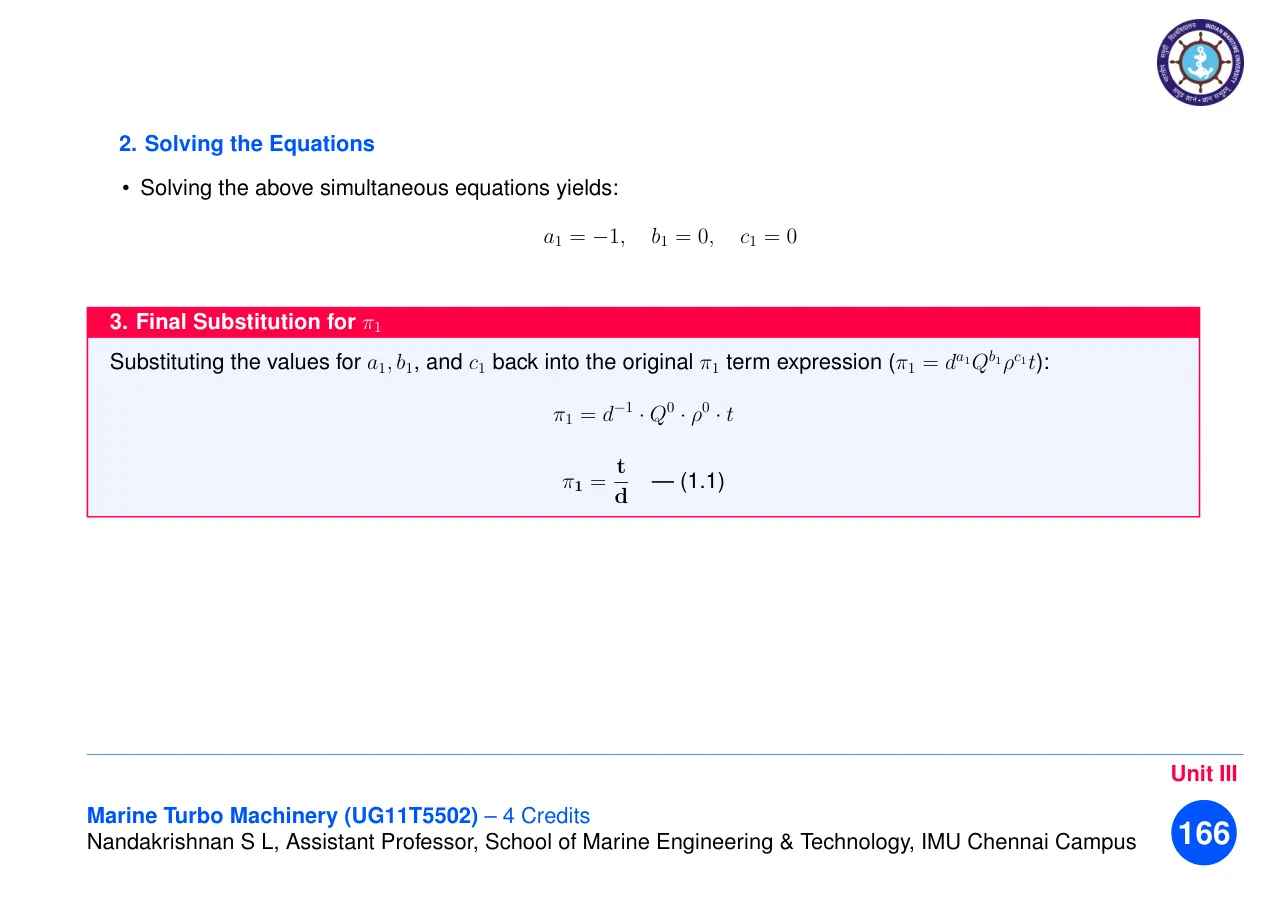 INDIAN MARITIME UNIVERSITY
2. Solving the Equations
• Solving the above simultaneous equations yields:
a₁ = −1, b₁ = 0, c₁ = 0
3. Final Substitution for π₁
Substituting the values for a₁, b₁, and c₁ back into the original π₁ term expression (π₁ = d^{a₁}Q^{b₁}ρ^{c₁}t):
π₁ = d⁻¹ · Q⁰ · ρ⁰ · t
π₁ = t/d — (1.1)
Unit III
Marine Turbo Machinery (UG11T5502) – 4 Credits
Nandakrishnan S L, Assistant Professor, School of Marine Engineering & Technology, IMU Chennai Campus
166